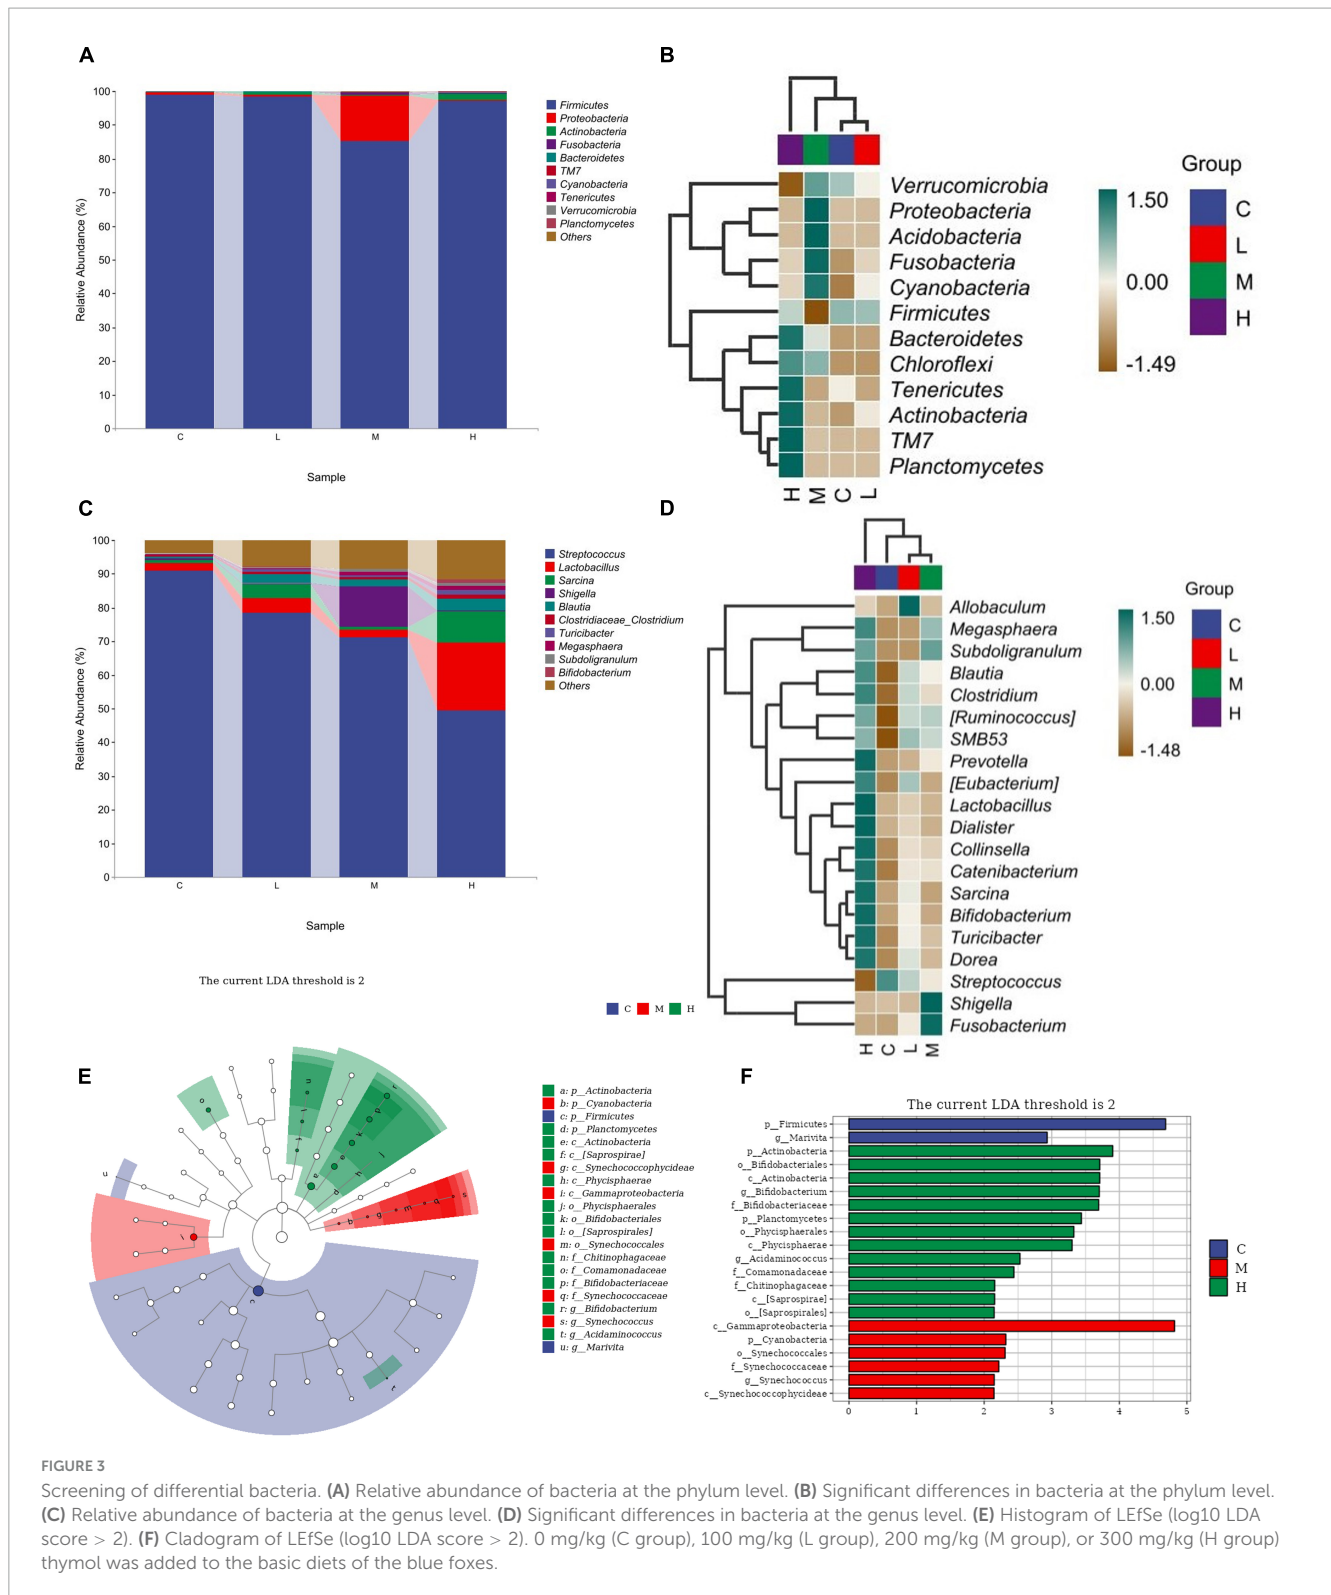 A
100
90
80
70
60
50
40
30
20
10
0
Relative Abundance (%)
C L M H
Sample
Firmicutes
Proteobacteria
Actinobacteria
Fusobacteria
Bacteroidetes
TM7
Cyanobacteria
Tenericutes
Verrucomicrobia
Planctomycetes
Others
B
Verrucomicrobia
Proteobacteria
Acidobacteria
Fusobacteria
Cyanobacteria
Firmicutes
Bacteroidetes
Chloroflexi
Tenericutes
Actinobacteria
TM7
Planctomycetes
H M C L
1.50
0.00
-1.49
Group
C
L
M
H
C
100
90
80
70
60
50
40
30
20
10
0
Relative Abundance (%)
C L M H
Sample
Streptococcus
Lactobacillus
Sarcina
Shigella
Blautia
Clostridiaceae_Clostridium
Turicibacter
Megasphaera
Subdoligranulum
Bifidobacterium
Others
D
Allobaculum
Megasphaera
Subdoligranulum
Blautia
Clostridium
[Ruminococcus]
SMB53
Prevotella
[Eubacterium]
Lactobacillus
Dialister
Collinsella
Catenibacterium
Sarcina
Bifidobacterium
Turicibacter
Dorea
Streptococcus
Shigella
Fusobacterium
H C L M
1.50
0.00
-1.48
Group
C
L
M
H
The current LDA threshold is 2
C M H
E
a: p__Actinobacteria
b: p__Cyanobacteria
c: p__Firmicutes
d: p__Planctomycetes
e: c__Actinobacteria
f: c__[Saprospirae]
g: c__Synechococcophycideae
h: c__Phycisphaerae
i: c__Gammaproteobacteria
j: o__Phycisphaerales
k: o__Bifidobacteriales
l: o__[Saprospirales]
m: o__Synechococcales
n: f__Chitinophagaceae
o: f__Comamonadaceae
p: f__Bifidobacteriaceae
q: f__Synechococcaceae
r: g__Bifidobacterium
s: g__Synechococcus
t: g__Acidaminococcus
u: g__Marivita
F
The current LDA threshold is 2
p__Firmicutes
g__Marivita
p__Actinobacteria
o__Bifidobacteriales
c__Actinobacteria
g__Bifidobacterium
f__Bifidobacteriaceae
p__Planctomycetes
o__Phycisphaerales
c__Phycisphaerae
g__Acidaminococcus
f__Comamonadaceae
f__Chitinophagaceae
c__[Saprospirae]
o__[Saprospirales]
c__Gammaproteobacteria
p__Cyanobacteria
o__Synechococcales
f__Synechococcaceae
g__Synechococcus
c__Synechococcophycideae
0 1 2 3 4 5
C
M
H
FIGURE 3
Screening of differential bacteria. (A) Relative abundance of bacteria at the phylum level. (B) Significant differences in bacteria at the phylum level.
(C) Relative abundance of bacteria at the genus level. (D) Significant differences in bacteria at the genus level. (E) Histogram of LEfSe (log10 LDA
score > 2). (F) Cladogram of LEfSe (log10 LDA score > 2). 0 mg/kg (C group), 100 mg/kg (L group), 200 mg/kg (M group), or 300 mg/kg (H group)
thymol was added to the basic diets of the blue foxes.